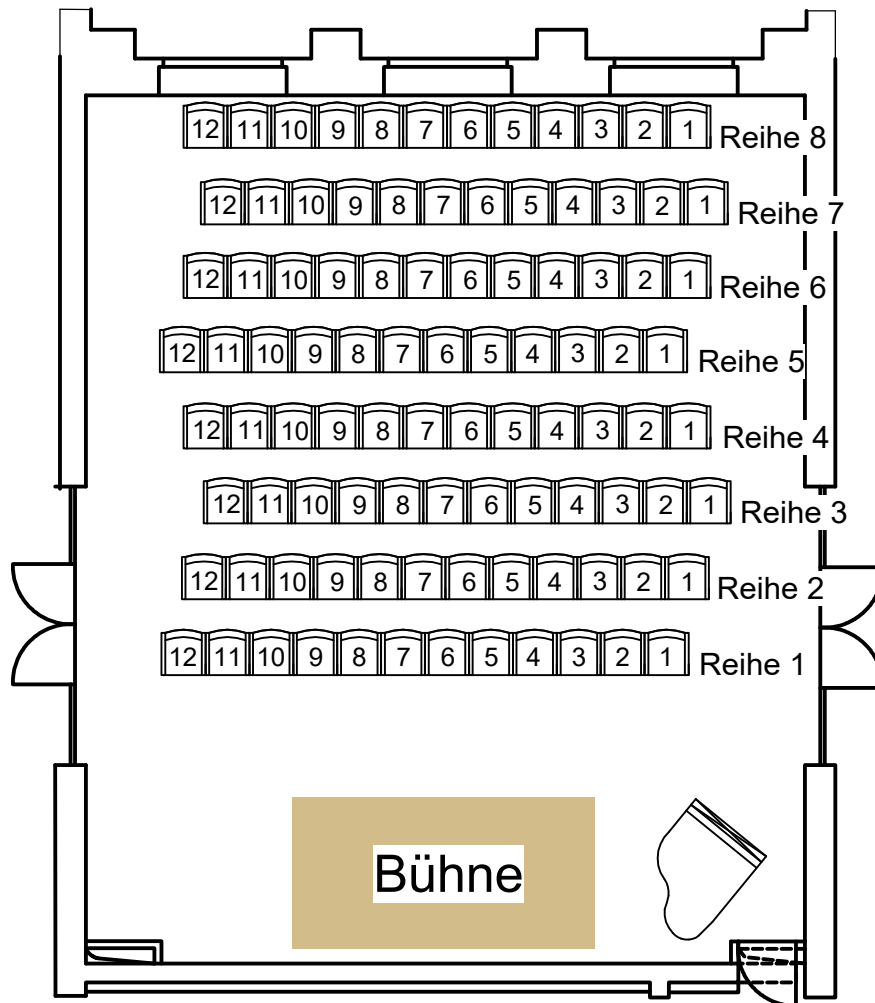 12 11 10 9 8 7 6 5 4 3 2 1 Reihe 8
12 11 10 9 8 7 6 5 4 3 2 1 Reihe 7
12 11 10 9 8 7 6 5 4 3 2 1 Reihe 6
12 11 10 9 8 7 6 5 4 3 2 1 Reihe 5
12 11 10 9 8 7 6 5 4 3 2 1 Reihe 4
12 11 10 9 8 7 6 5 4 3 2 1 Reihe 3
12 11 10 9 8 7 6 5 4 3 2 1 Reihe 2
12 11 10 9 8 7 6 5 4 3 2 1 Reihe 1
Bühne